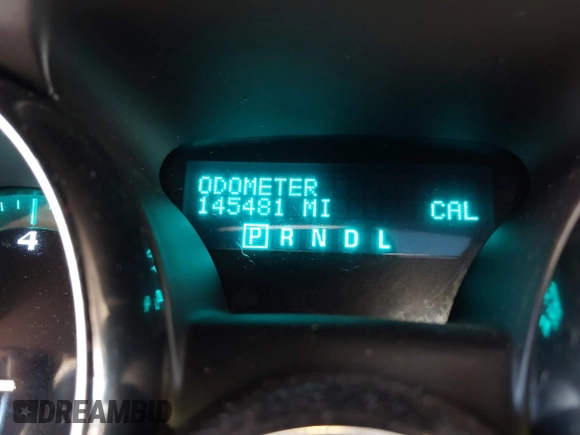 ODOMETER
145481 MI CAL
P R N D L
4
DREAMBID